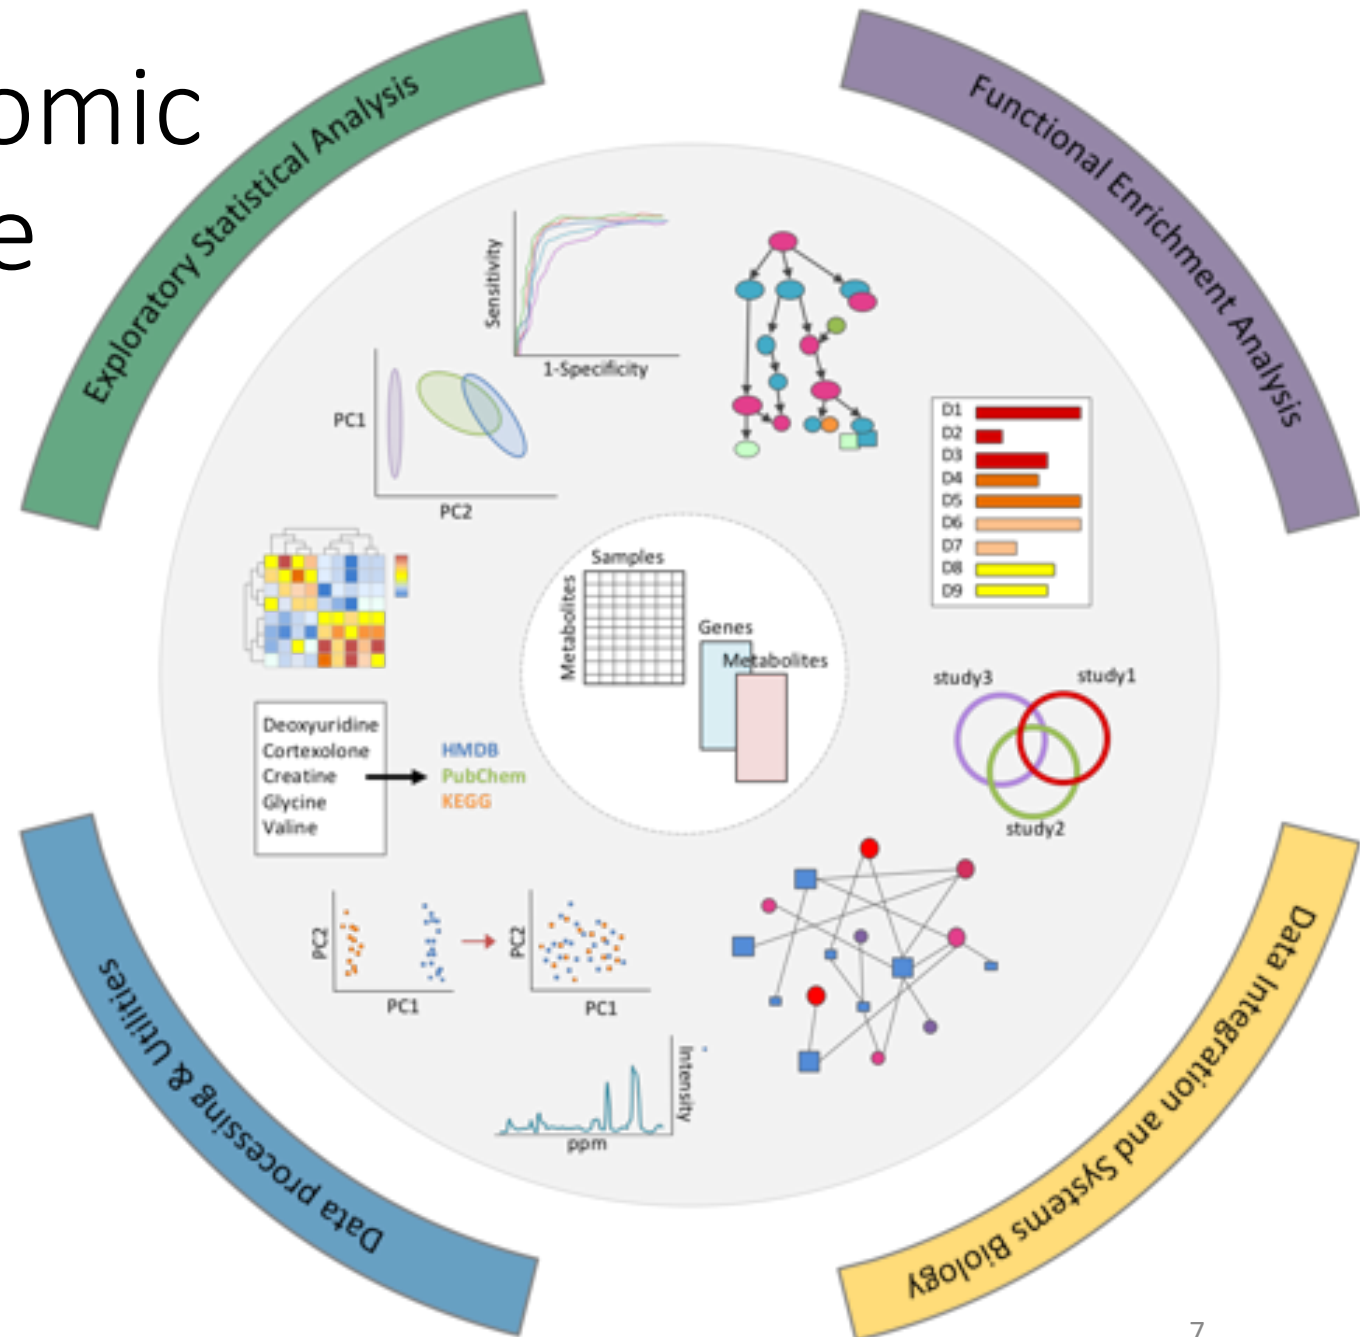 omic
e
Exploratory Statistical Analysis
Functional Enrichment Analysis
Sensitivity
1-Specificity
PC1
PC2
D1
D2
D3
D4
D5
D6
D7
D8
D9
Samples
Metabolites
Genes
Metabolites
study3
study1
study2
Deoxyuridine
Cortexolone
Creatine
Glycine
Valine
HMDB
PubChem
KEGG
PC2
PC1
PC2
PC1
Intensity
ppm
Data processing & Utilities
Data Integration and Systems Biology
7